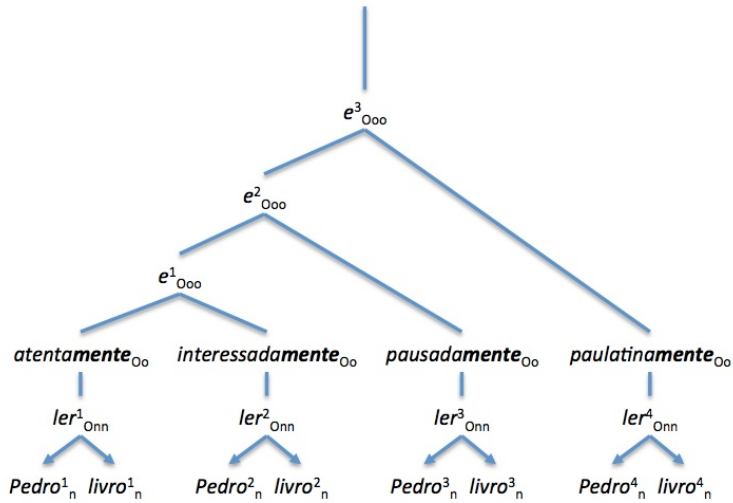 e³Ooo
e²Ooo
e¹Ooo
atentamenteOo interessadamenteOo pausadamenteOo paulatinamenteOo
ler¹Onn ler²Onn ler³Onn ler⁴Onn
Pedro¹n livro¹n Pedro²n livro²n Pedro³n livro³n Pedro⁴n livro⁴n